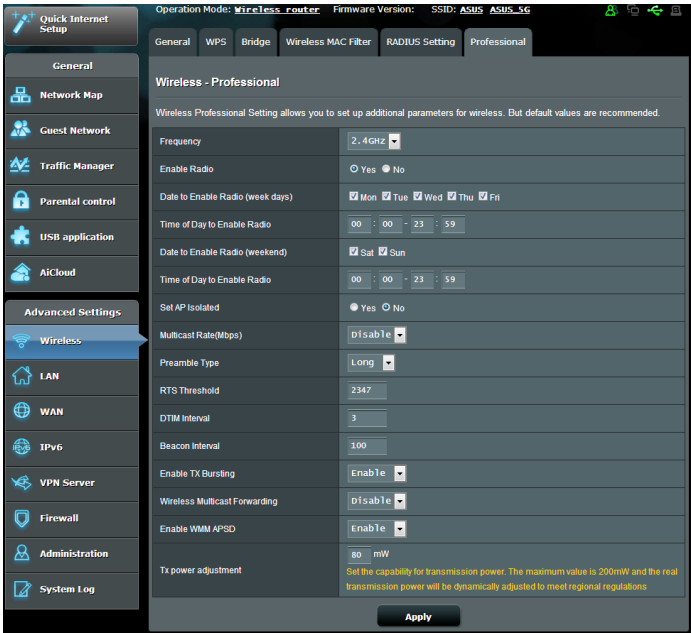 Quick Internet
Setup
Operation Mode: Wireless router Firmware Version: SSID: ASUS ASUS_5G
General WPS Bridge Wireless MAC Filter RADIUS Setting Professional
General
Network Map
Guest Network
Traffic Manager
Parental control
USB application
AiCloud
Advanced Settings
Wireless
LAN
WAN
IPv6
VPN Server
Firewall
Administration
System Log
Wireless - Professional
Wireless Professional Setting allows you to set up additional parameters for wireless. But default values are recommended.
Frequency 2.4GHz
Enable Radio Yes No
Date to Enable Radio (week days) Mon Tue Wed Thu Fri
Time of Day to Enable Radio 00 : 00 - 23 : 59
Date to Enable Radio (weekend) Sat Sun
Time of Day to Enable Radio 00 : 00 - 23 : 59
Set AP Isolated Yes No
Multicast Rate(Mbps) Disable
Preamble Type Long
RTS Threshold 2347
DTIM Interval 3
Beacon Interval 100
Enable TX Bursting Enable
Wireless Multicast Forwarding Disable
Enable WMM APSD Enable
Tx power adjustment 80 mW
Set the capability for transmission power. The maximum value is 200mW and the real
transmission power will be dynamically adjusted to meet regional regulations
Apply